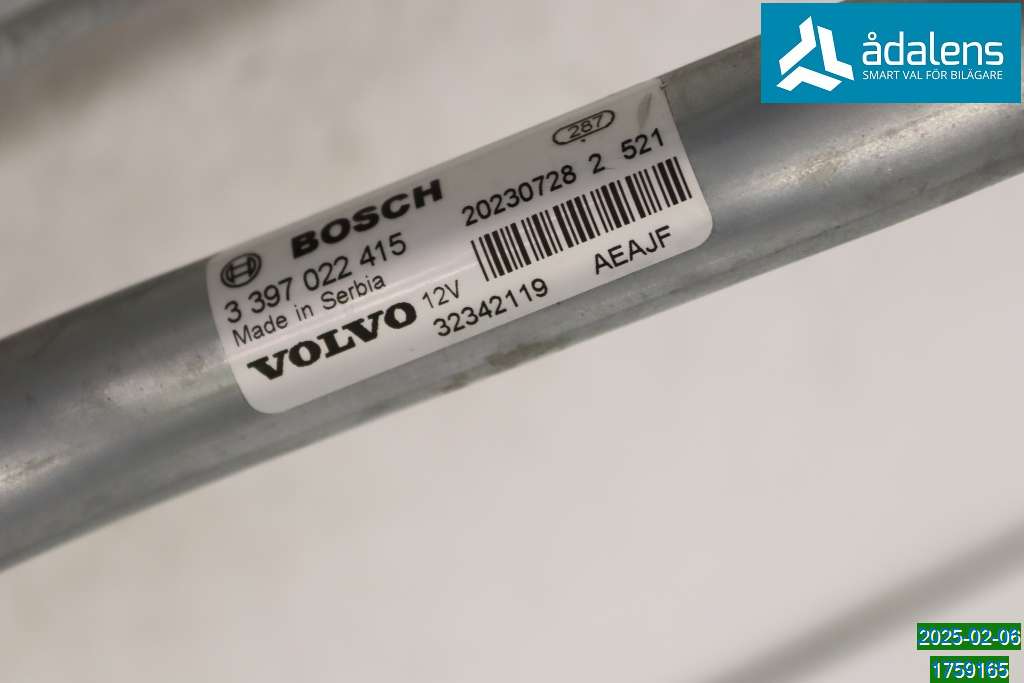 ådalens
SMART VAL FÖR BILÄGARE
287
BOSCH
20230728 2 521
3 397 022 415
Made in Serbia
VOLVO 12V
32342119
AEAJF
2025-02-06
1759165